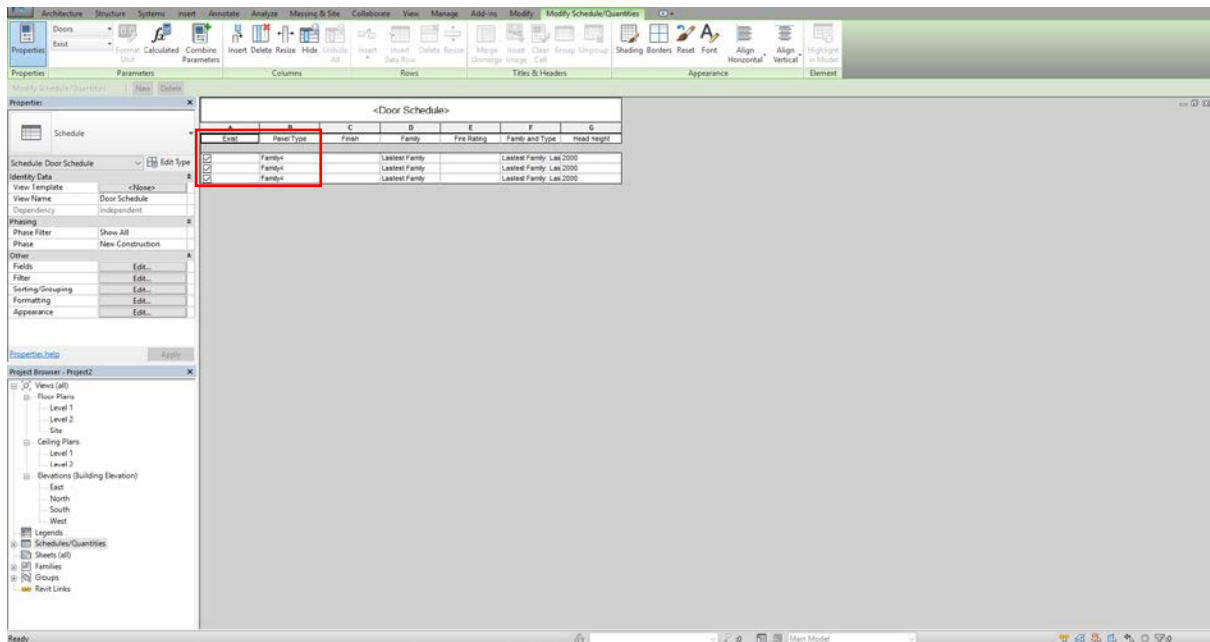 Architecture Structure Systems Insert Annotate Analyze Massing & Site Collaborate View Manage Add-Ins Modify Modify Schedule/Quantities
Doors
Exist
Properties Format Unit Calculated Combine Parameters Insert Delete Resize Hide Unhide All Insert Insert Data Row Delete Resize Merge Unmerge Insert Image Clear Cell Group Ungroup Shading Borders Reset Font Align Horizontal Align Vertical Highlight in Model
Properties Parameters Columns Rows Titles & Headers Appearance Element
Modify Schedule/Quantities New Delete
Properties
Schedule
Schedule: Door Schedule Edit Type
Identity Data
View Template <None>
View Name Door Schedule
Dependency Independent
Phasing
Phase Filter Show All
Phase New Construction
Other
Fields Edit...
Filter Edit...
Sorting/Grouping Edit...
Formatting Edit...
Appearance Edit...
Properties help Apply
Project Browser - Project2
Views (all)
Floor Plans
Level 1
Level 2
Site
Ceiling Plans
Level 1
Level 2
Elevations (Building Elevation)
East
North
South
West
Legends
Schedules/Quantities
Sheets (all)
Families
Groups
Revit Links
<Door Schedule>
A B C D E F G
Exist Panel Type Finish Family Fire Rating Family and Type Head Height
Family4 Lastest Family Lastest Family: Las 2000
Family4 Lastest Family Lastest Family: Las 2000
Family4 Lastest Family Lastest Family: Las 2000
Ready :0 Main Model :0